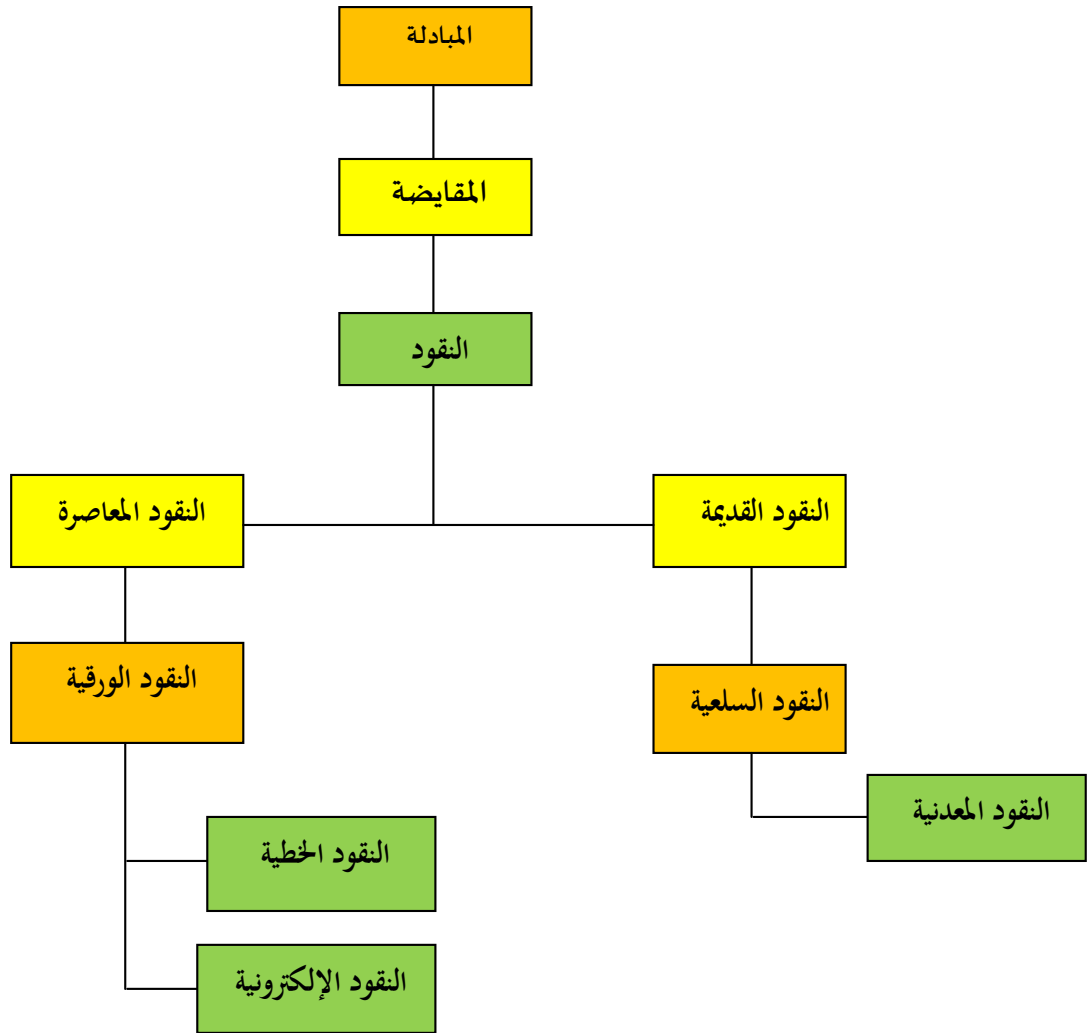 المبادلة
المقايضة
النقود
النقود القديمة
النقود المعاصرة
النقود السلعية
النقود الورقية
النقود المعدنية
النقود الخطية
النقود الإلكترونية